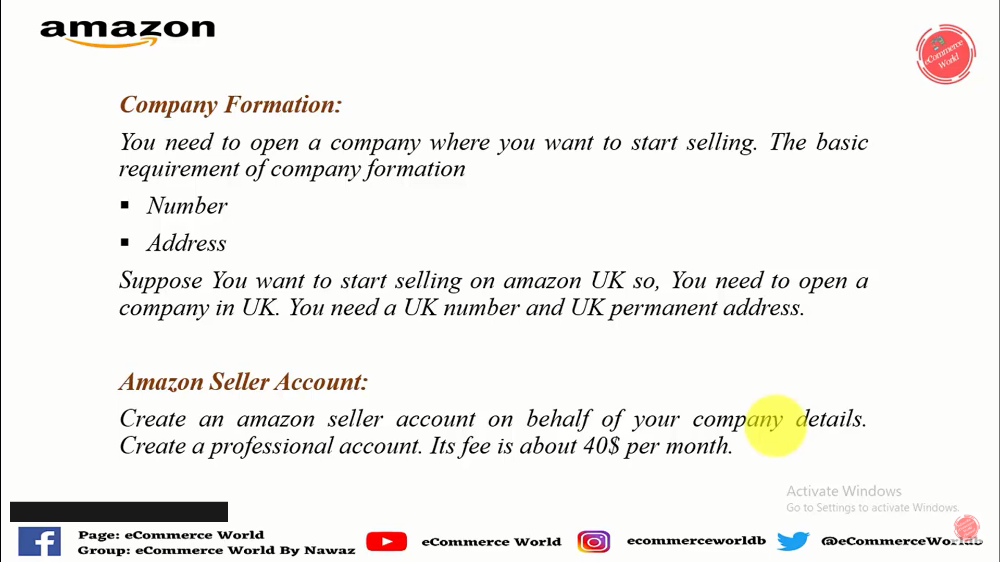 amazon
eCommerce
World
Company Formation:
You need to open a company where you want to start selling. The basic
requirement of company formation
▪ Number
▪ Address
Suppose You want to start selling on amazon UK so, You need to open a
company in UK. You need a UK number and UK permanent address.
Amazon Seller Account:
Create an amazon seller account on behalf of your company details.
Create a professional account. Its fee is about 40$ per month.
Activate Windows
Go to Settings to activate Windows.
Page: eCommerce World
Group: eCommerce World By Nawaz
eCommerce World
ecommerceworldb
@eCommerceWorldb